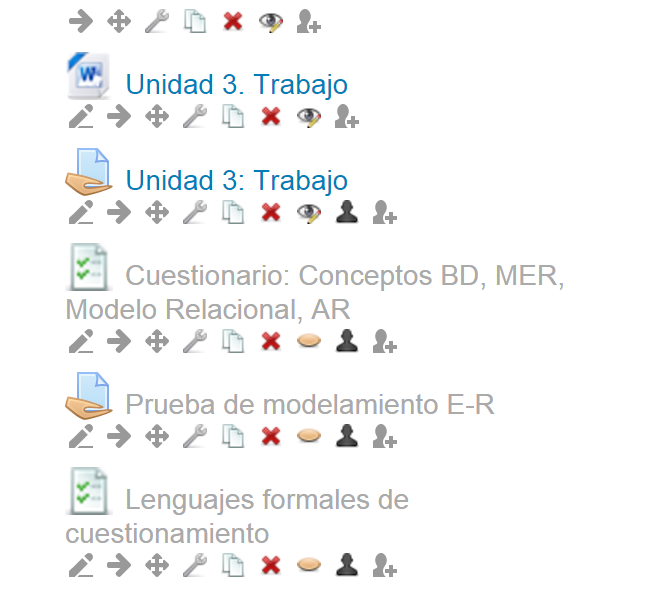 Unidad 3. Trabajo
Unidad 3: Trabajo
Cuestionario: Conceptos BD, MER,
Modelo Relacional, AR
Prueba de modelamiento E-R
Lenguajes formales de
cuestionamiento